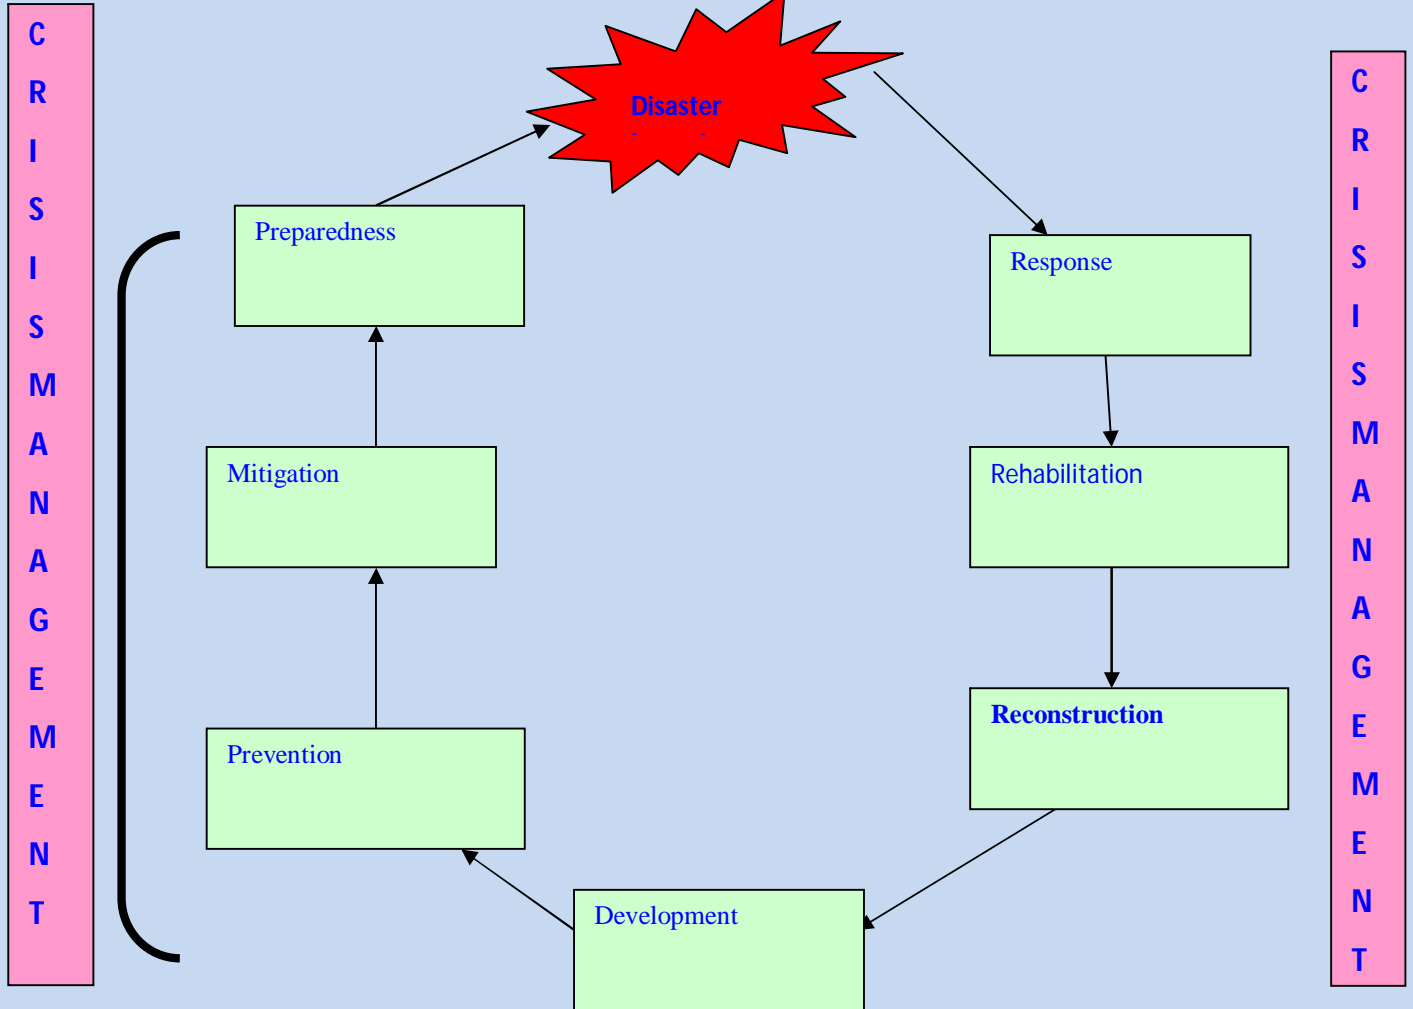 C
R
I
S
I
S
M
A
N
A
G
E
M
E
N
T
Disaster
Preparedness
Mitigation
Prevention
Development
Response
Rehabilitation
Reconstruction
C
R
I
S
I
S
M
A
N
A
G
E
M
E
N
T